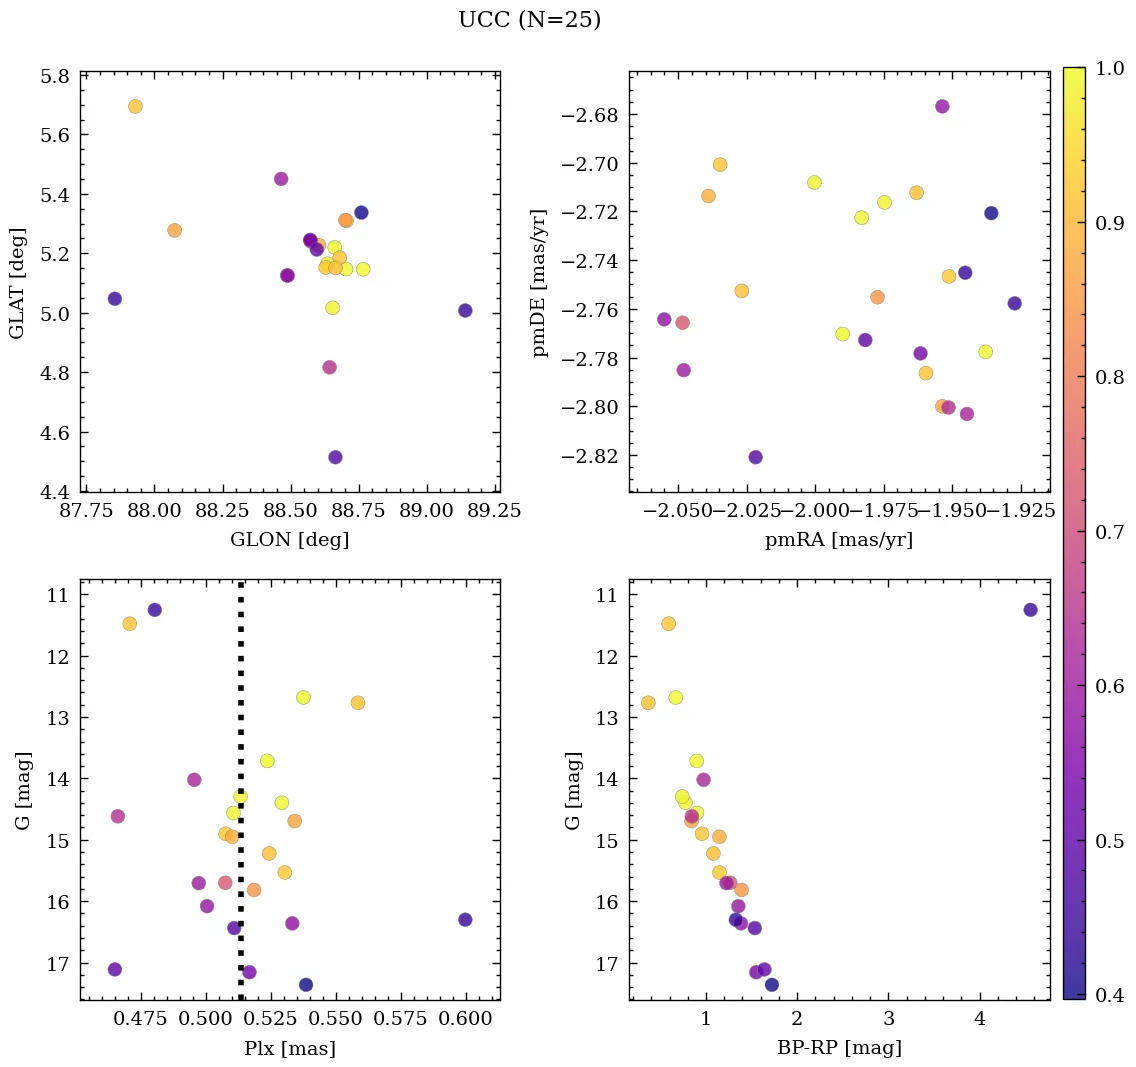 UCC (N=25)
5.8
5.6
5.4
5.2
5.0
4.8
4.6
4.4
GLAT [deg]
87.75 88.00 88.25 88.50 88.75 89.00 89.25
GLON [deg]
−2.68
−2.70
−2.72
−2.74
−2.76
−2.78
−2.80
−2.82
pmDE [mas/yr]
−2.050 −2.025 −2.000 −1.975 −1.950 −1.925
pmRA [mas/yr]
11
12
13
14
15
16
17
G [mag]
0.475 0.500 0.525 0.550 0.575 0.600
Plx [mas]
11
12
13
14
15
16
17
G [mag]
1 2 3 4
BP-RP [mag]
1.0
0.9
0.8
0.7
0.6
0.5
0.4